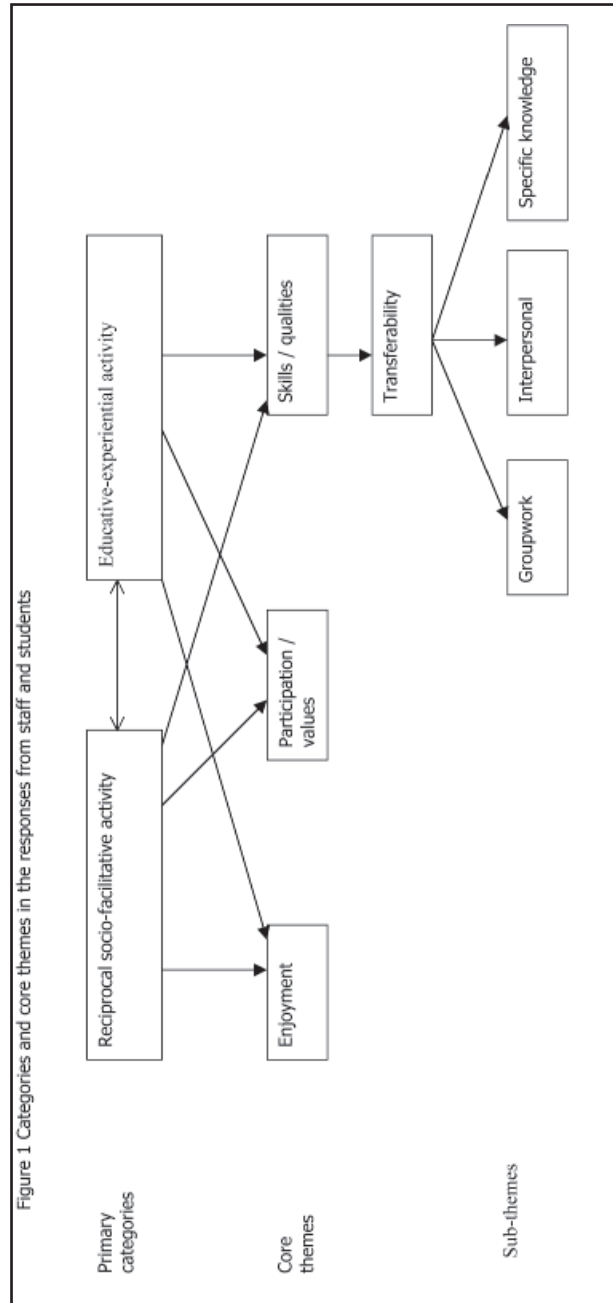 Figure 1 Categories and core themes in the responses from staff and students
Primary
categories
Reciprocal socio-facilitative activity
Educative-experiential activity
Core
themes
Enjoyment
Participation /
values
Skills / qualities
Transferability
Sub-themes
Groupwork
Interpersonal
Specific knowledge